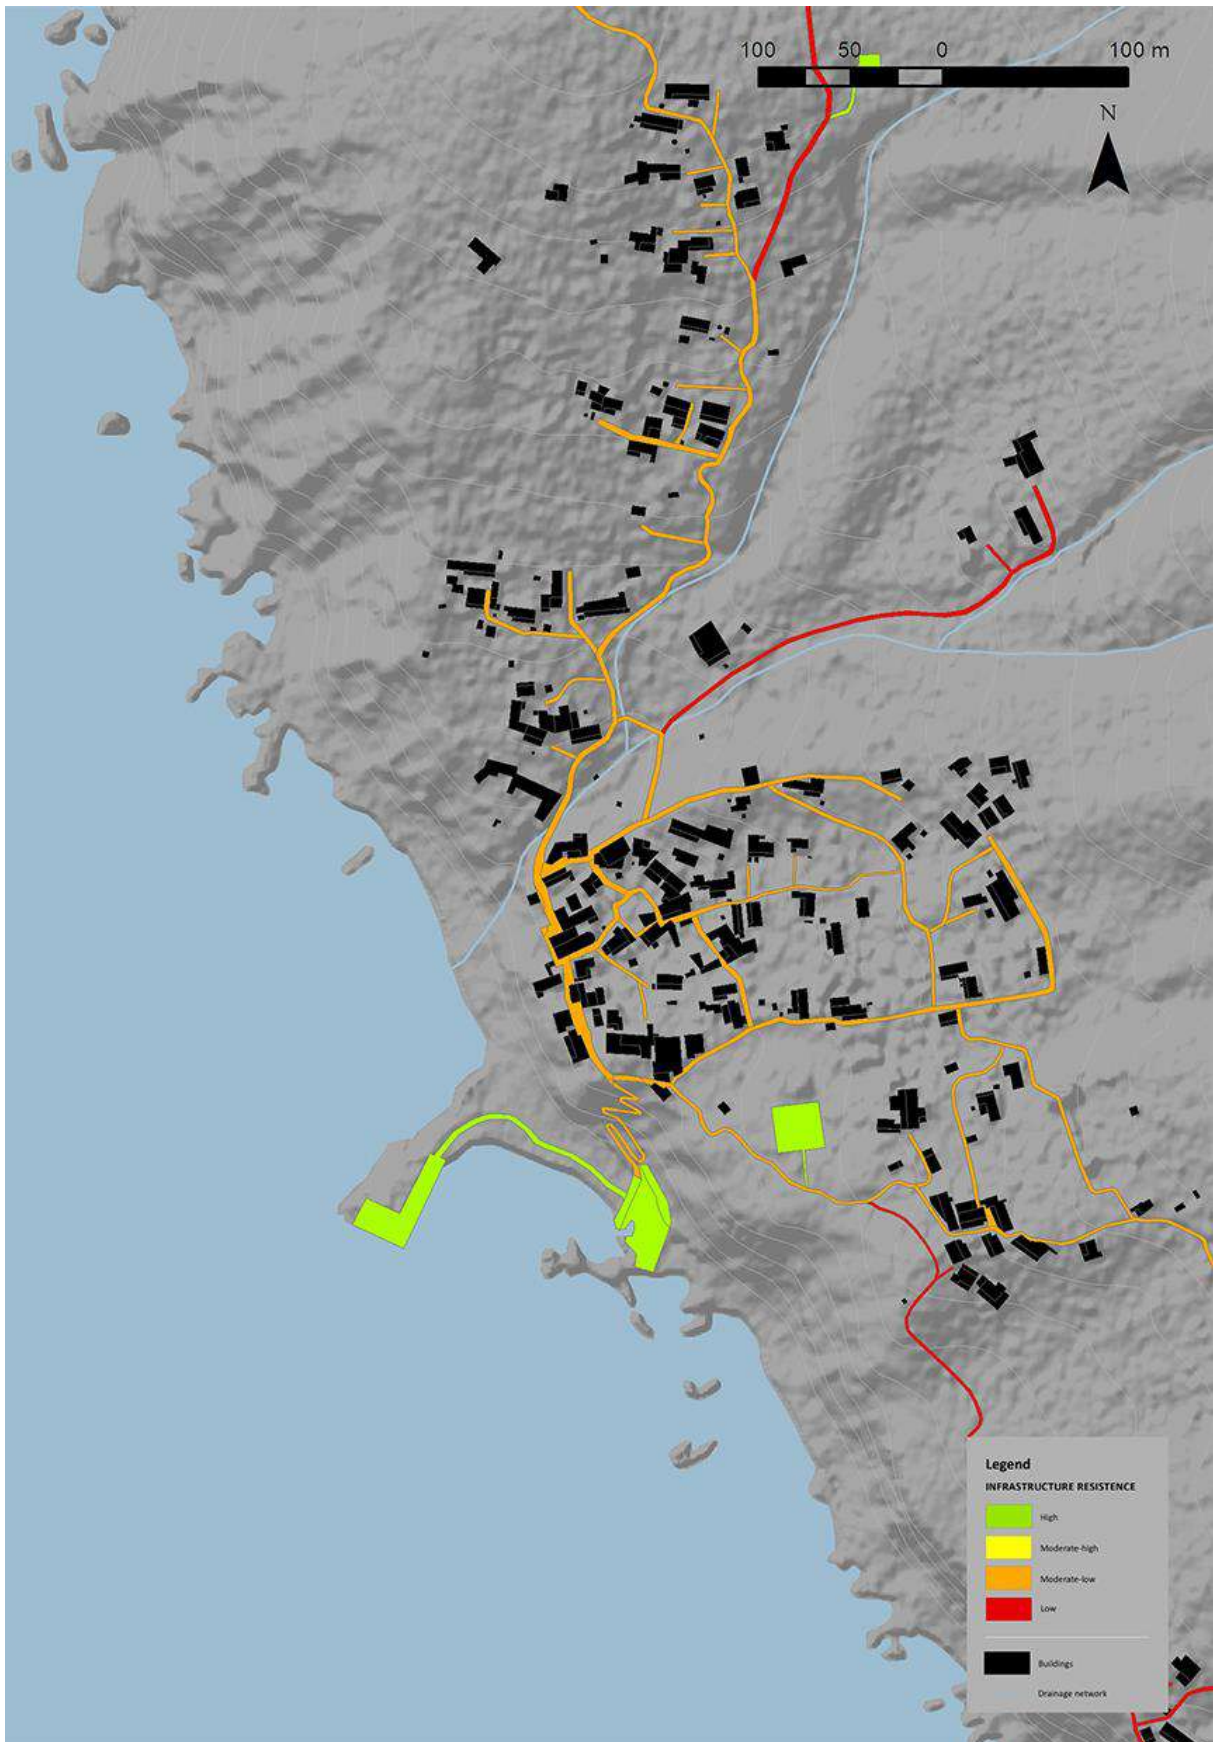 100 50 0 100 m
N
Legend
INFRASTRUCTURE RESISTENCE
High
Moderate-high
Moderate-low
Low
Buildings
Drainage network